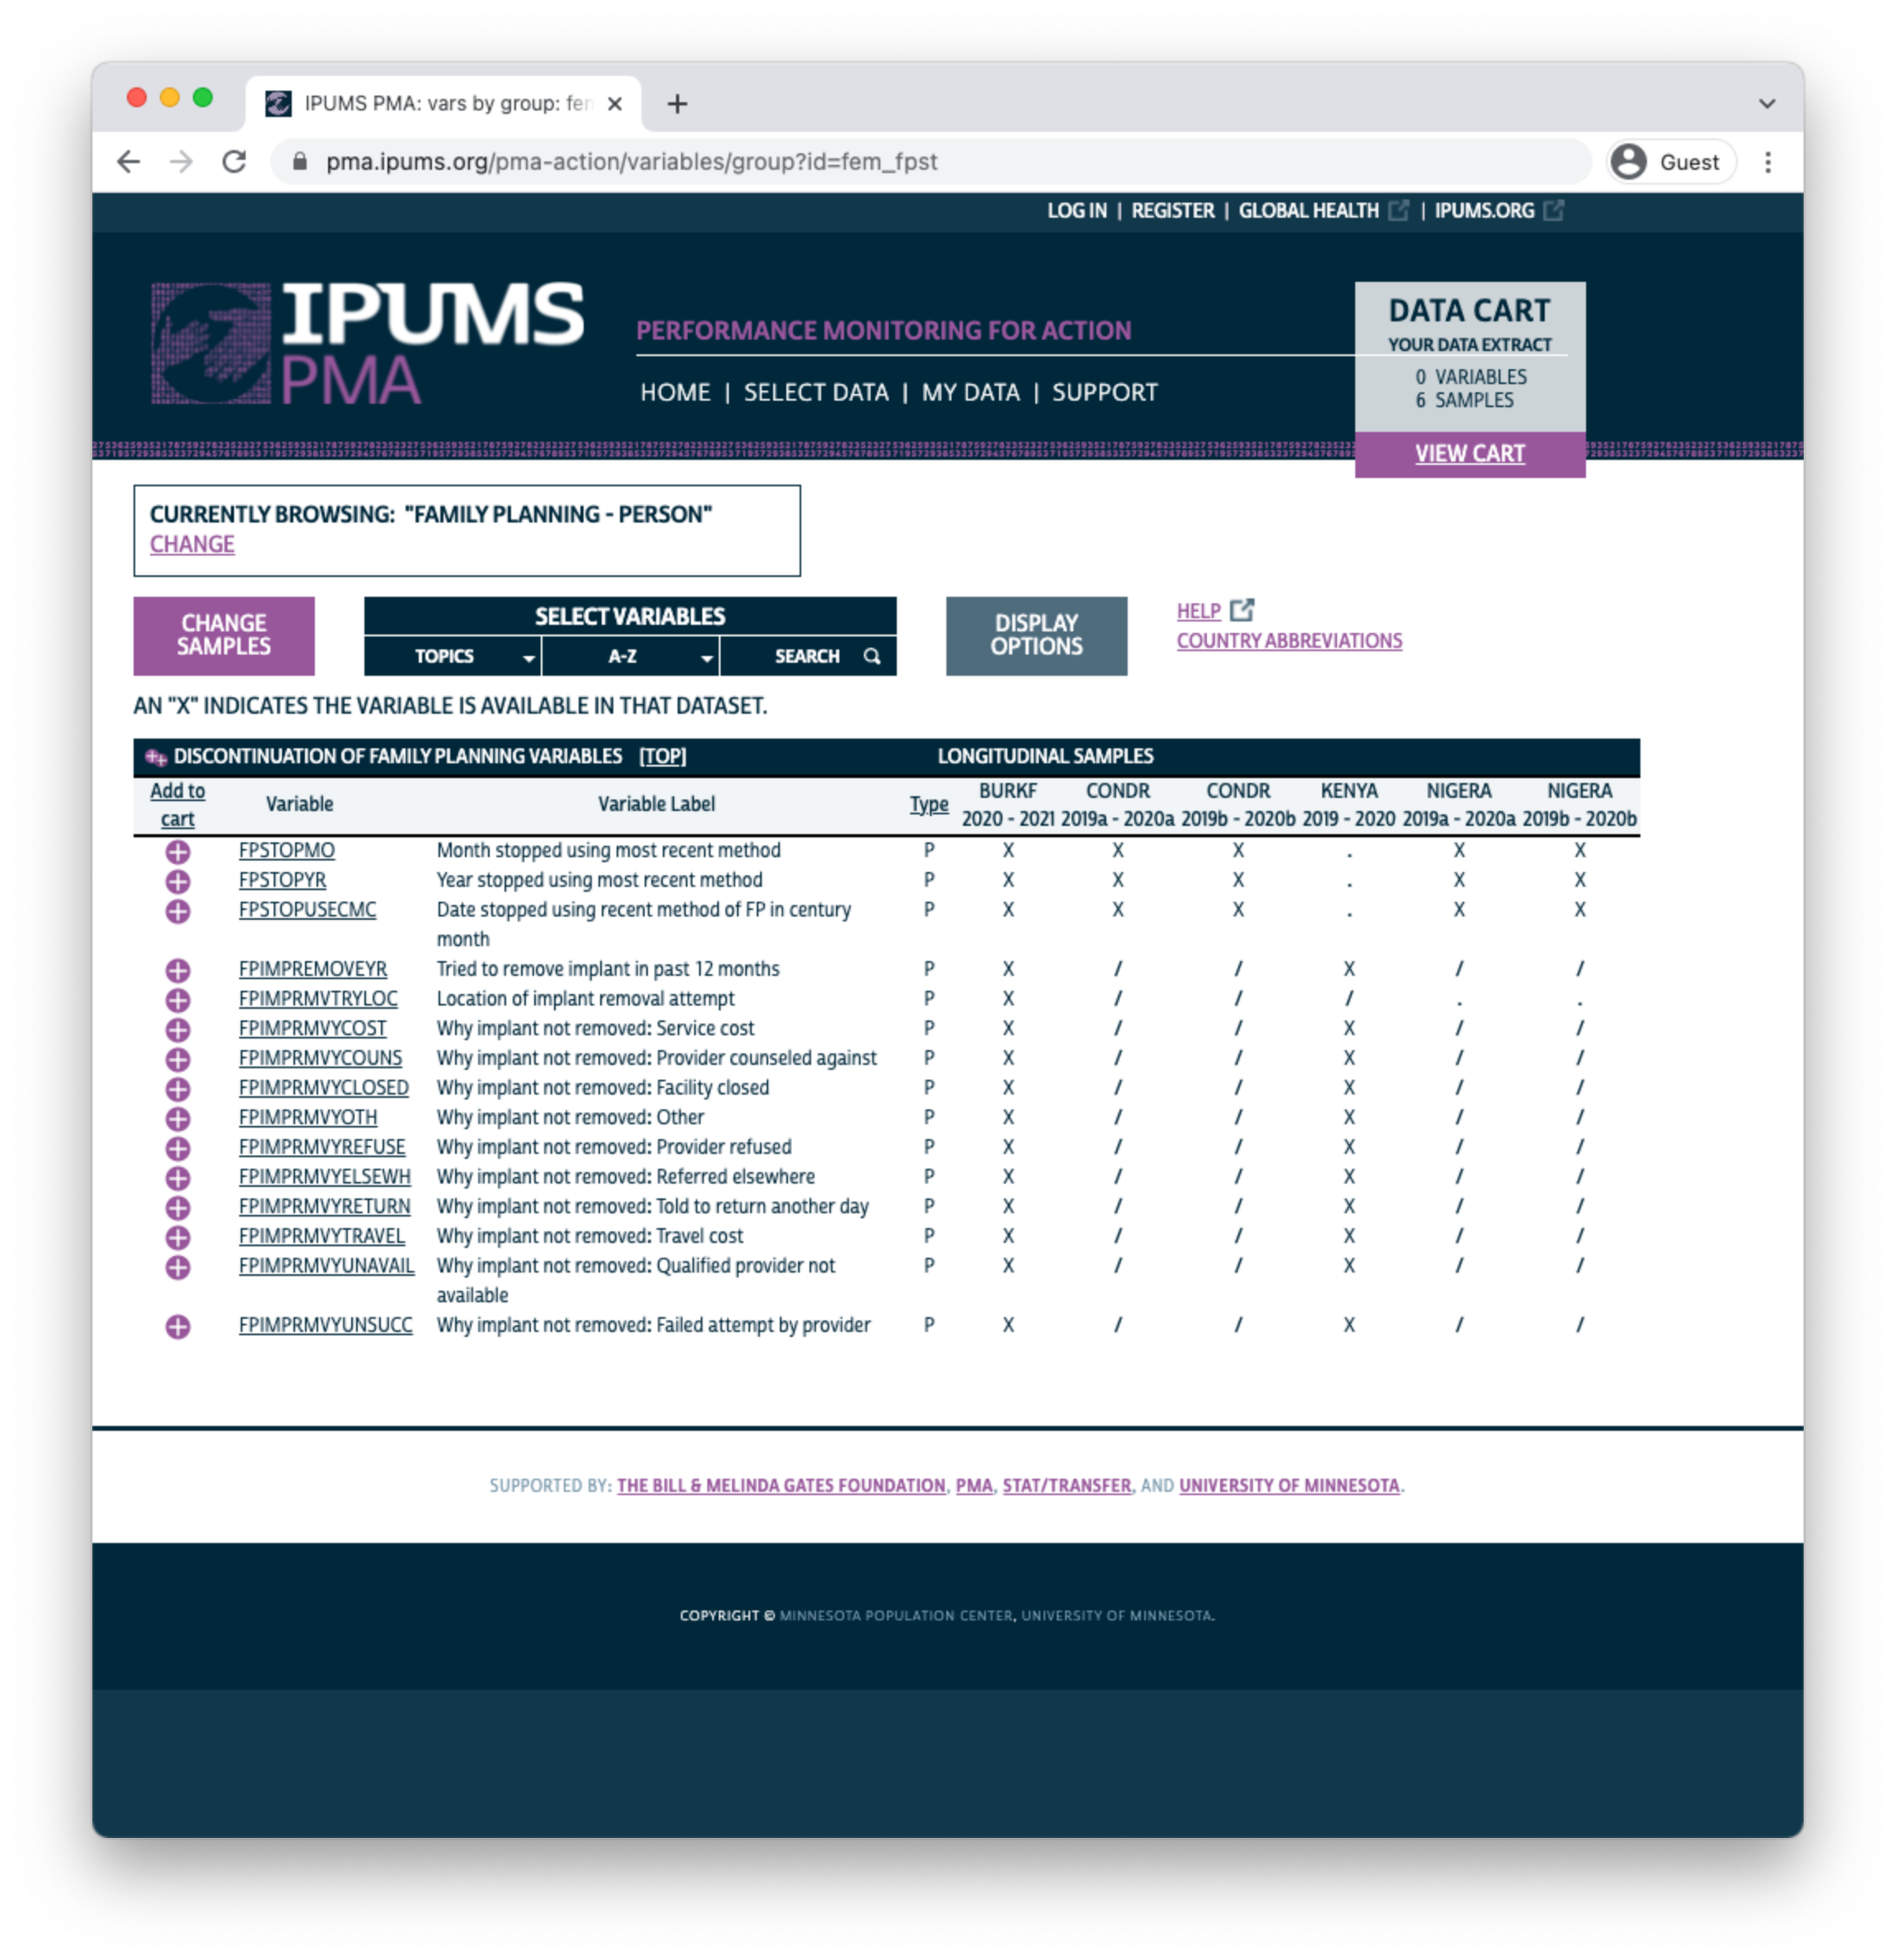 IPUMS PMA: vars by group: fem
pma.ipums.org/pma-action/variables/group?id=fem_fpst
Guest
LOG IN | REGISTER | GLOBAL HEALTH | IPUMS.ORG
IPUMS
PMA
PERFORMANCE MONITORING FOR ACTION
HOME | SELECT DATA | MY DATA | SUPPORT
DATA CART
YOUR DATA EXTRACT
0 VARIABLES
6 SAMPLES
VIEW CART
CURRENTLY BROWSING: "FAMILY PLANNING - PERSON"
CHANGE
CHANGE
SAMPLES
SELECT VARIABLES
TOPICS A-Z SEARCH
DISPLAY
OPTIONS
HELP
COUNTRY ABBREVIATIONS
AN "X" INDICATES THE VARIABLE IS AVAILABLE IN THAT DATASET.
DISCONTINUATION OF FAMILY PLANNING VARIABLES [TOP] LONGITUDINAL SAMPLES
Add to cart Variable Variable Label Type BURKF 2020 - 2021 CONDR 2019a - 2020a CONDR 2019b - 2020b KENYA 2019 - 2020 NIGERA 2019a - 2020a NIGERA 2019b - 2020b
FPSTOPMO Month stopped using most recent method P X X X . X X
FPSTOPYR Year stopped using most recent method P X X X . X X
FPSTOPUSECMC Date stopped using recent method of FP in century P X X X . X X
month
FPIMPREMOVEYR Tried to remove implant in past 12 months P X / / X / /
FPIMPRMVTRYLOC Location of implant removal attempt P X / / / . .
FPIMPRMVYCOST Why implant not removed: Service cost P X / / X / /
FPIMPRMVYCOUNS Why implant not removed: Provider counseled against P X / / X / /
FPIMPRMVYCLOSED Why implant not removed: Facility closed P X / / X / /
FPIMPRMVYOTH Why implant not removed: Other P X / / X / /
FPIMPRMVYREFUSE Why implant not removed: Provider refused P X / / X / /
FPIMPRMVYELSEWH Why implant not removed: Referred elsewhere P X / / X / /
FPIMPRMVYRETURN Why implant not removed: Told to return another day P X / / X / /
FPIMPRMVYTRAVEL Why implant not removed: Travel cost P X / / X / /
FPIMPRMVYUNAVAIL Why implant not removed: Qualified provider not P X / / X / /
available
FPIMPRMVYUNSUCC Why implant not removed: Failed attempt by provider P X / / X / /
SUPPORTED BY: THE BILL & MELINDA GATES FOUNDATION, PMA, STAT/TRANSFER, AND UNIVERSITY OF MINNESOTA.
COPYRIGHT © MINNESOTA POPULATION CENTER, UNIVERSITY OF MINNESOTA.